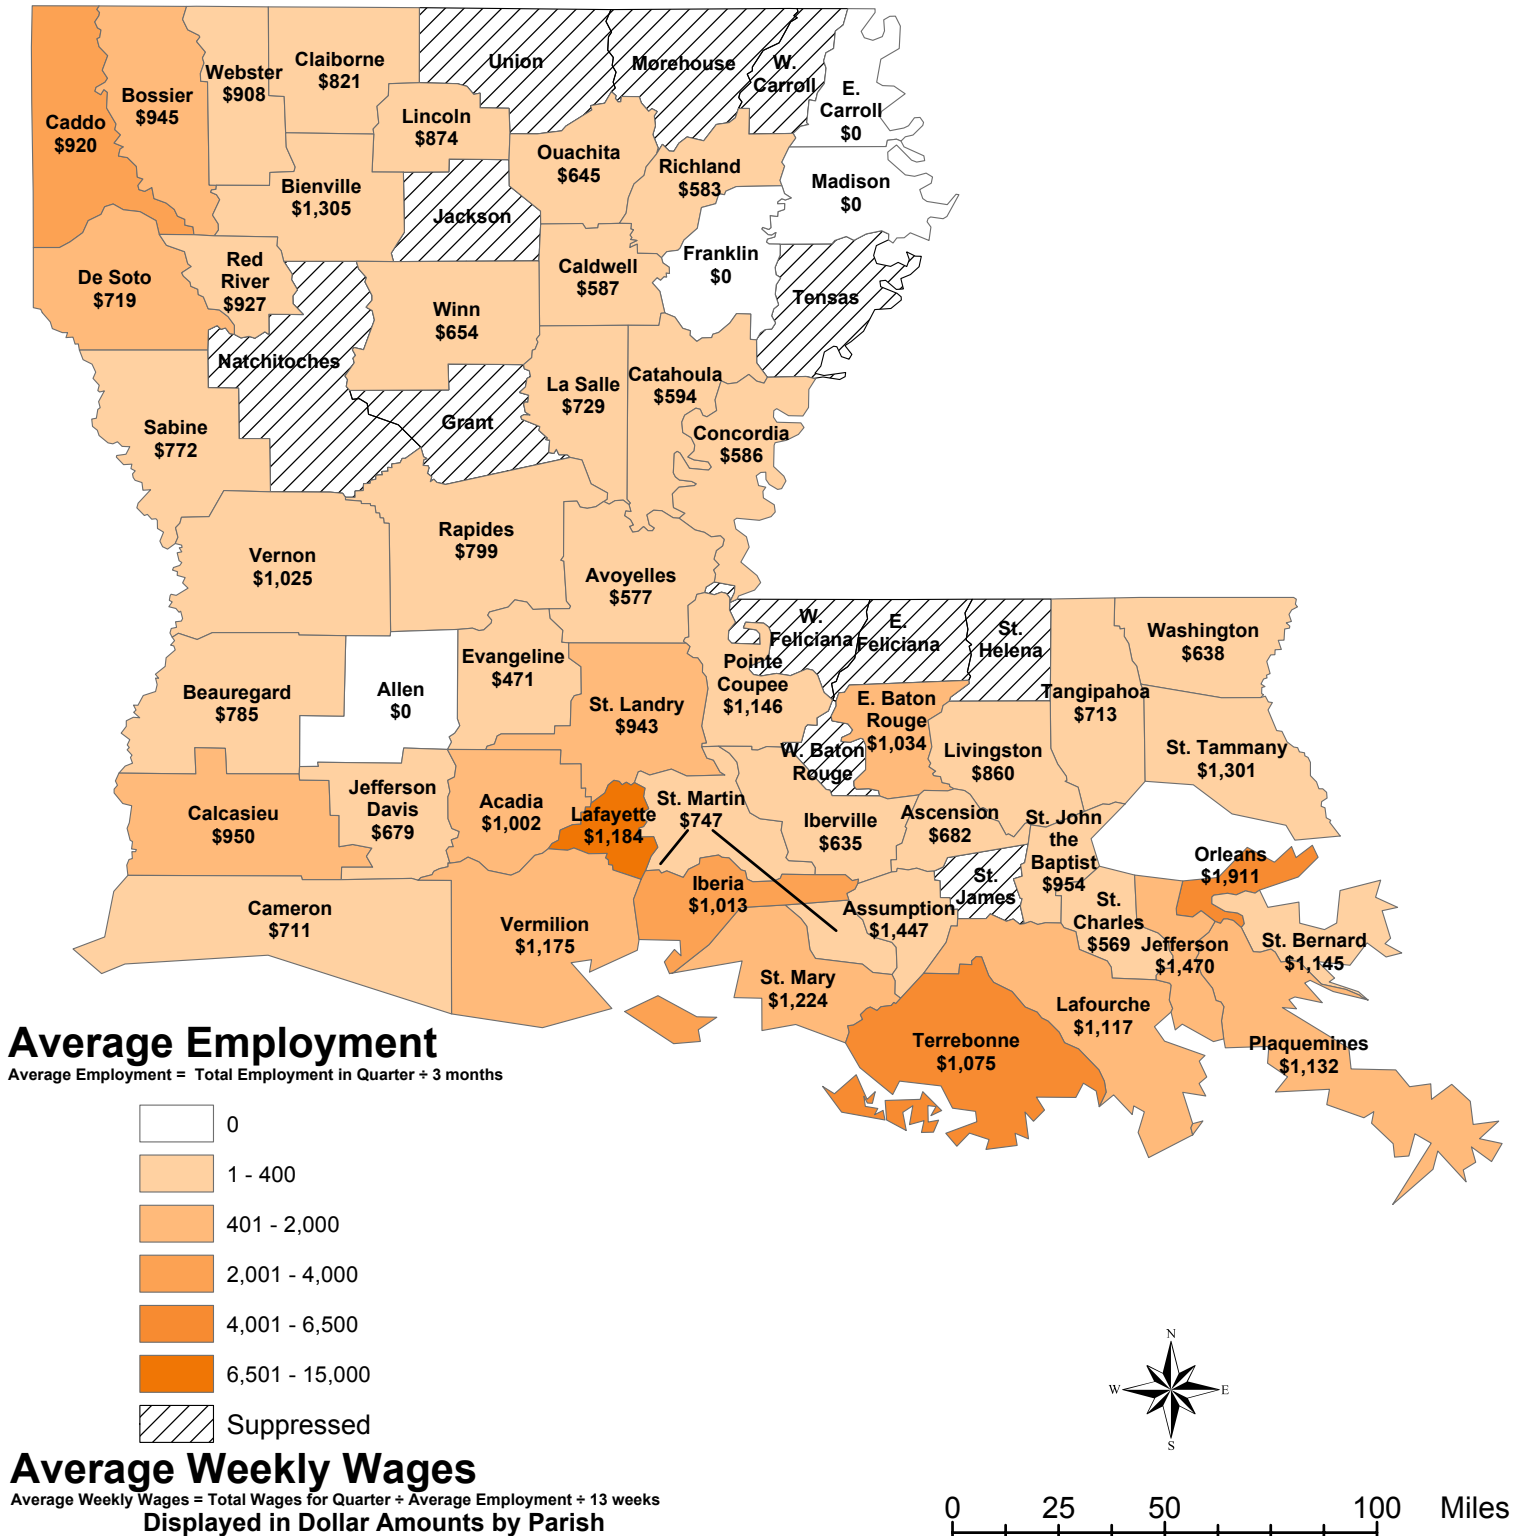 Union
Morehouse
W.
Carroll
E.
Carroll
$0
Claiborne
$821
Webster
$908
Bossier
$945
Caddo
$920
Lincoln
$874
Ouachita
$645
Richland
$583
Madison
$0
Bienville
$1,305
Jackson
Franklin
$0
Tensas
Caldwell
$587
Red
River
$927
De Soto
$719
Winn
$654
Natchitoches
Grant
La Salle
$729
Catahoula
$594
Concordia
$586
Sabine
$772
Vernon
$1,025
Rapides
$799
Avoyelles
$577
W.
Feliciana
E.
Feliciana
St.
Helena
Washington
$638
Tangipahoa
$713
Beauregard
$785
Allen
$0
Evangeline
$471
St. Landry
$943
Pointe
Coupee
$1,146
E. Baton
Rouge
$1,034
W. Baton
Rouge
Livingston
$860
St. Tammany
$1,301
Calcasieu
$950
Jefferson
Davis
$679
Acadia
$1,002
Lafayette
$1,184
St. Martin
$747
Iberville
$635
Ascension
$682
St. John
the
Baptist
$954
Orleans
$1,911
Cameron
$711
Vermilion
$1,175
Iberia
$1,013
Assumption
$1,447
St.
James
St.
Charles
$569
Jefferson
$1,470
St. Bernard
$1,145
St. Mary
$1,224
Terrebonne
$1,075
Lafourche
$1,117
Plaquemines
$1,132
Average Employment
Average Employment = Total Employment in Quarter ÷ 3 months
0
1 - 400
401 - 2,000
2,001 - 4,000
4,001 - 6,500
6,501 - 15,000
Suppressed
Average Weekly Wages
Average Weekly Wages = Total Wages for Quarter ÷ Average Employment ÷ 13 weeks
Displayed in Dollar Amounts by Parish
N
W E
S
0 25 50 100 Miles